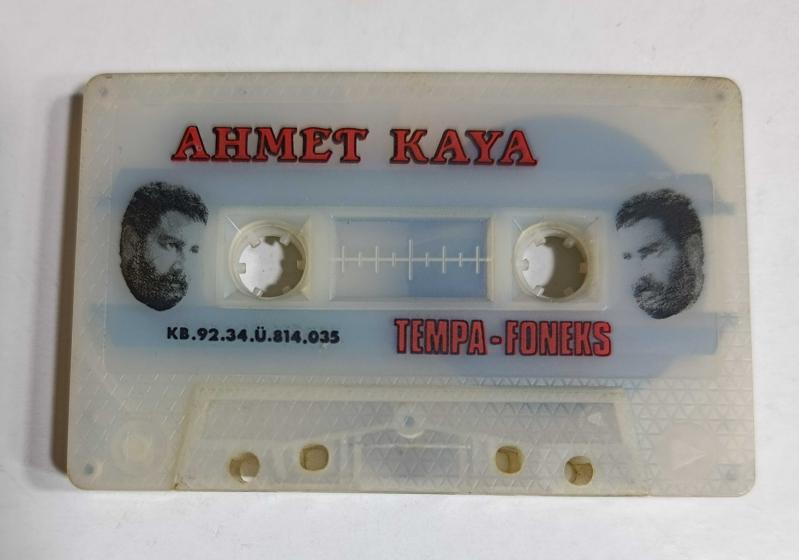 AHMET KAYA
KB.92.34.Ü.814.035
TEMPA-FONEKS